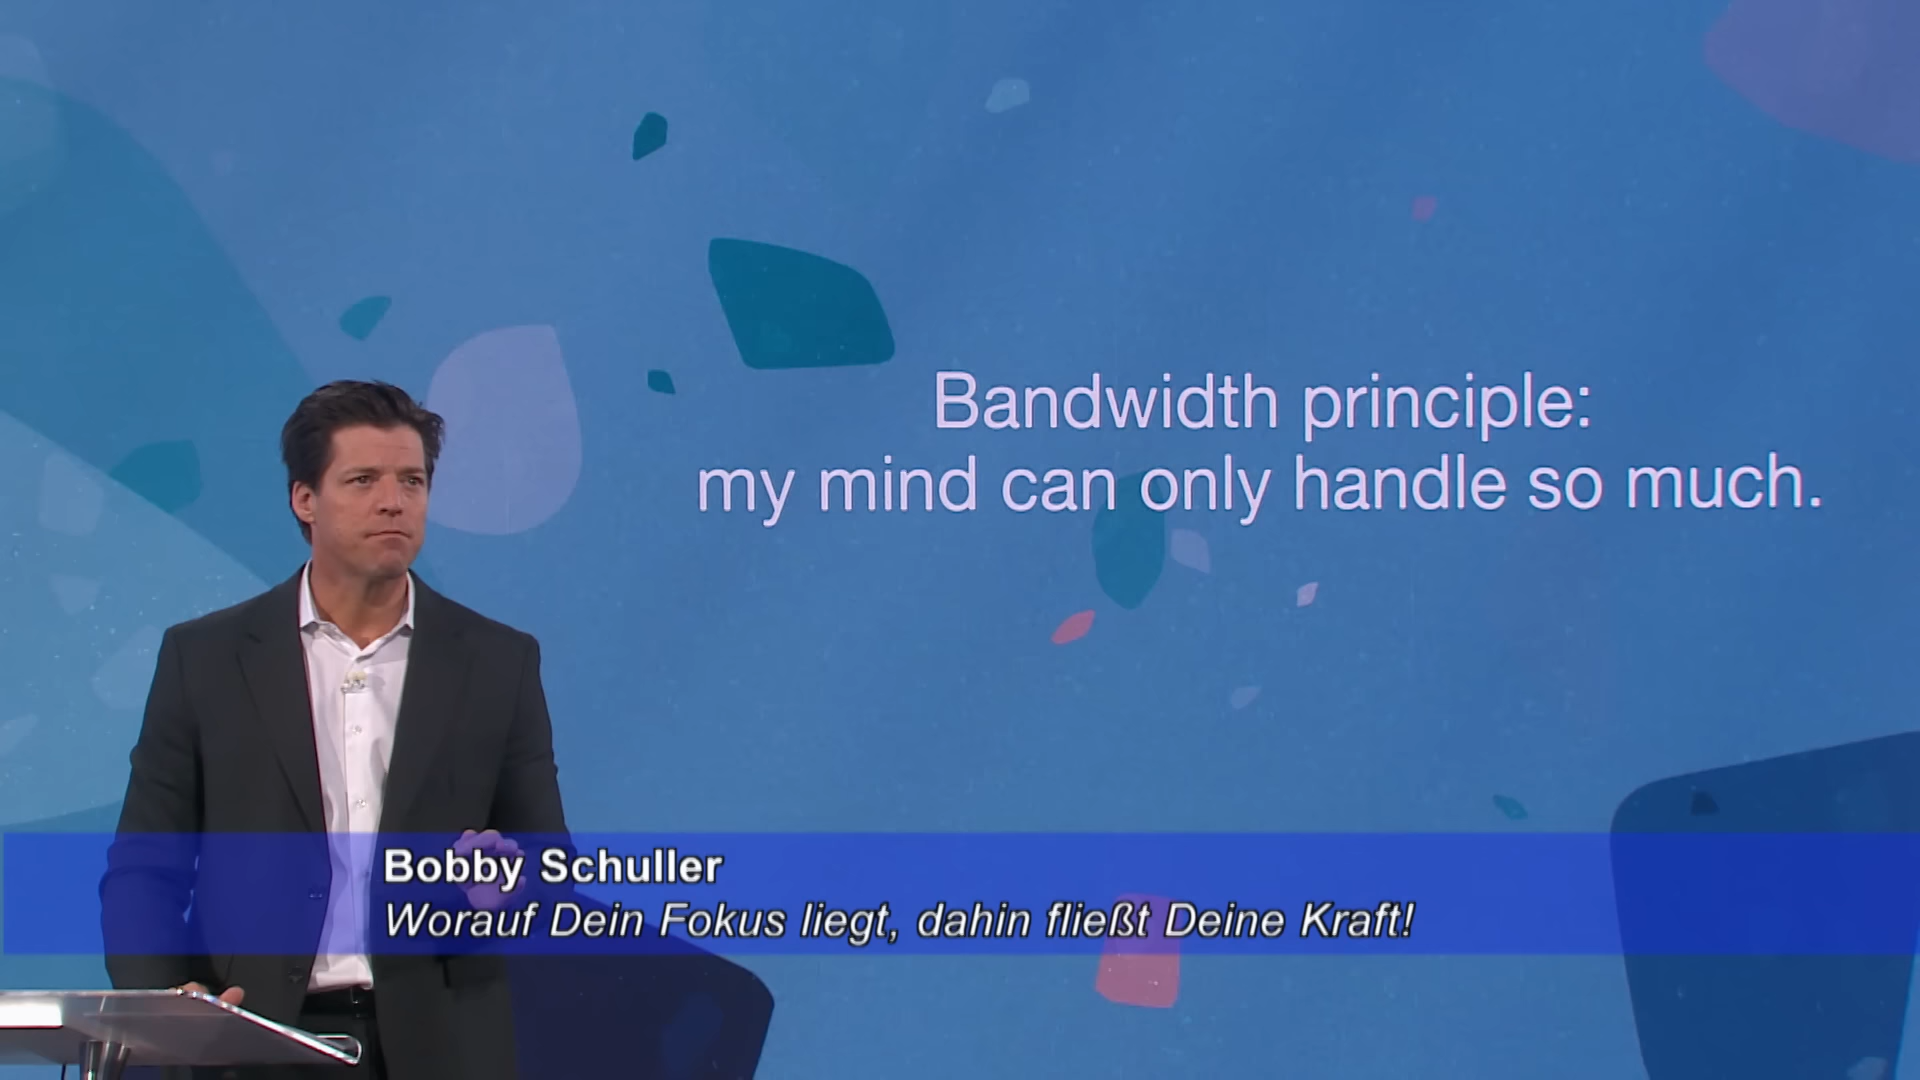 Bandwidth principle:
my mind can only handle so much.
Bobby Schuller
Worauf Dein Fokus liegt, dahin fließt Deine Kraft!